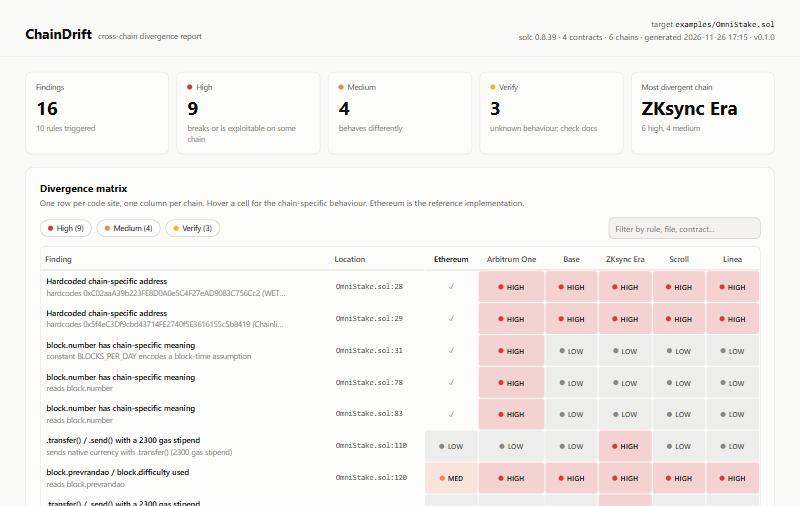 ChainDrift cross-chain divergence report
target examples/OmniStake.sol
solc 0.8.39 · 4 contracts · 6 chains · generated 2026-11-26 17:15 · v0.1.0
Findings
16
10 rules triggered
High
9
breaks or is exploitable on some
chain
Medium
4
behaves differently
Verify
3
unknown behaviour; check docs
Most divergent chain
ZKsync Era
6 high, 4 medium
Divergence matrix
One row per code site, one column per chain. Hover a cell for the chain-specific behaviour. Ethereum is the reference implementation.
High (9) Medium (4) Verify (3) Filter by rule, file, contract...
Finding Location Ethereum Arbitrum One Base ZKsync Era Scroll Linea
Hardcoded chain-specific address
hardcodes 0xC02aaA39b223FE8D0A0e5C4F27eAD9083C756Cc2 (WET...
OmniStake.sol:28 ✓ HIGH HIGH HIGH HIGH HIGH
Hardcoded chain-specific address
hardcodes 0x5f4eC3Df9cbd43714FE2740f5E3616155c5b8419 (Chainli...
OmniStake.sol:29 ✓ HIGH HIGH HIGH HIGH HIGH
block.number has chain-specific meaning
constant BLOCKS_PER_DAY encodes a block-time assumption
OmniStake.sol:31 ✓ HIGH LOW LOW LOW LOW
block.number has chain-specific meaning
reads block.number
OmniStake.sol:78 ✓ HIGH LOW LOW LOW LOW
block.number has chain-specific meaning
reads block.number
OmniStake.sol:83 ✓ HIGH LOW LOW LOW LOW
.transfer() / .send() with a 2300 gas stipend
sends native currency with .transfer() (2300 gas stipend)
OmniStake.sol:110 LOW LOW LOW HIGH LOW LOW
block.prevrandao / block.difficulty used
reads block.prevrandao
OmniStake.sol:120 MED HIGH HIGH HIGH HIGH HIGH
.transfer() / .send() with a 2300 gas stipend